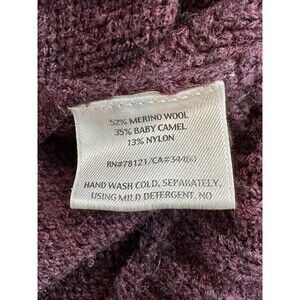 52% MERINO WOOL
35% BABY CAMEL
13% NYLON
RN#78121/CA#34460
HAND WASH COLD, SEPARATELY,
USING MILD DETERGENT, NO